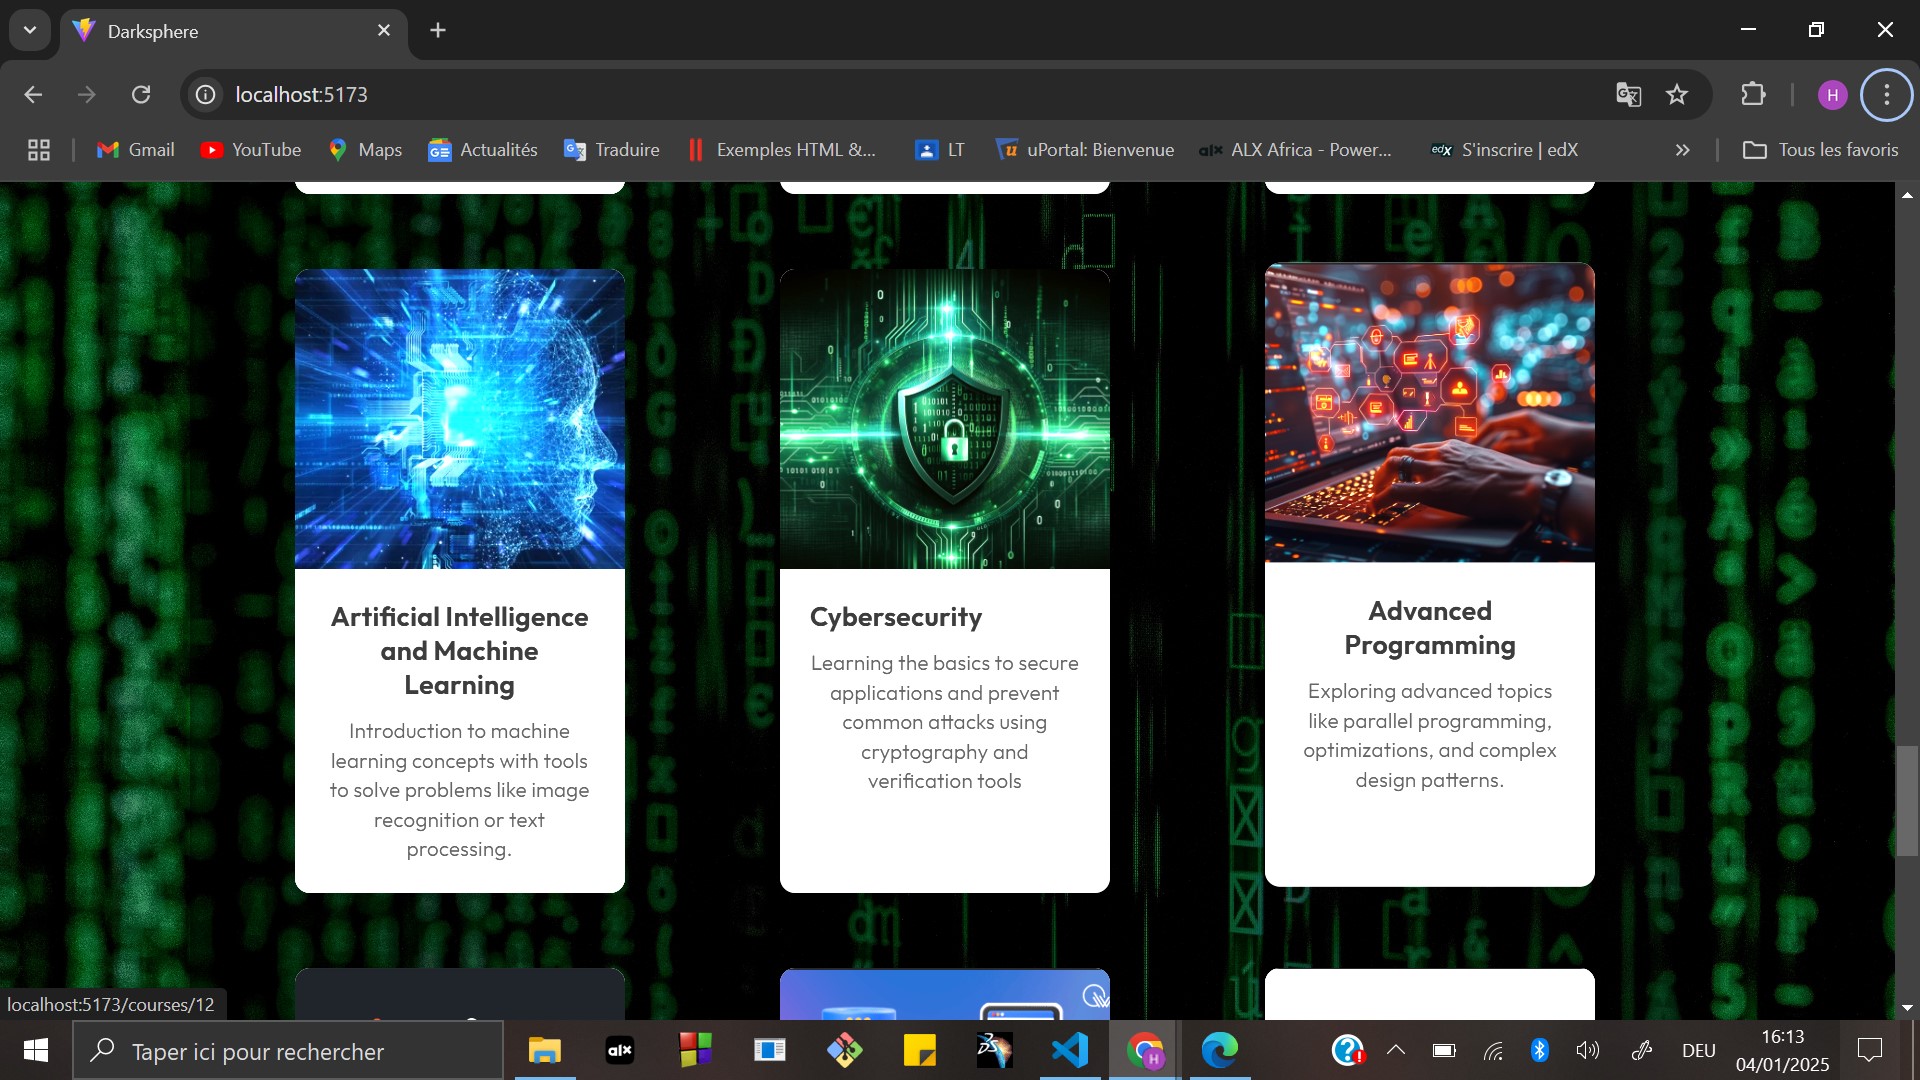 Darksphere
localhost:5173
H
Gmail
YouTube
Maps
Actualités
Traduire
Exemples HTML &...
LT
uPortal: Bienvenue
alx
ALX Africa - Power...
edX
S'inscrire | edX
Tous les favoris
Artificial Intelligence
and Machine
Learning
Introduction to machine
learning concepts with tools
to solve problems like image
recognition or text
processing.
Cybersecurity
Learning the basics to secure
applications and prevent
common attacks using
cryptography and
verification tools
Advanced
Programming
Exploring advanced topics
like parallel programming,
optimizations, and complex
design patterns.
localhost:5173/courses/12
Taper ici pour rechercher
alx
H
DEU
16:13
04/01/2025